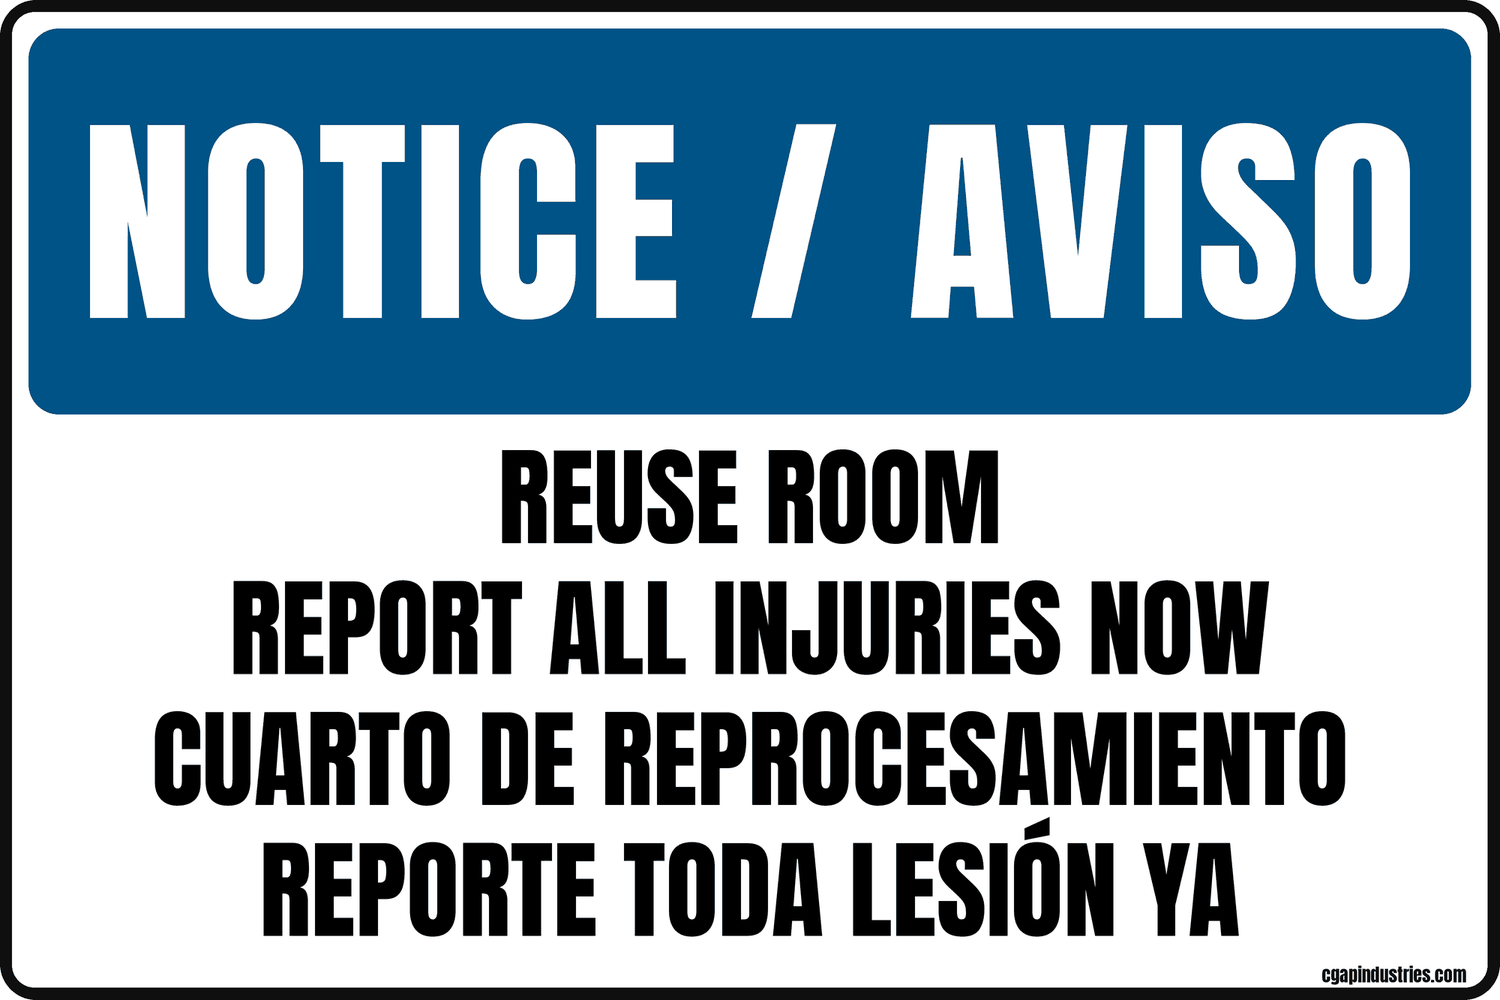 NOTICE / AVISO
REUSE ROOM
REPORT ALL INJURIES NOW
CUARTO DE REPROCESAMIENTO
REPORTE TODA LESIÓN YA
cgapindustries.com